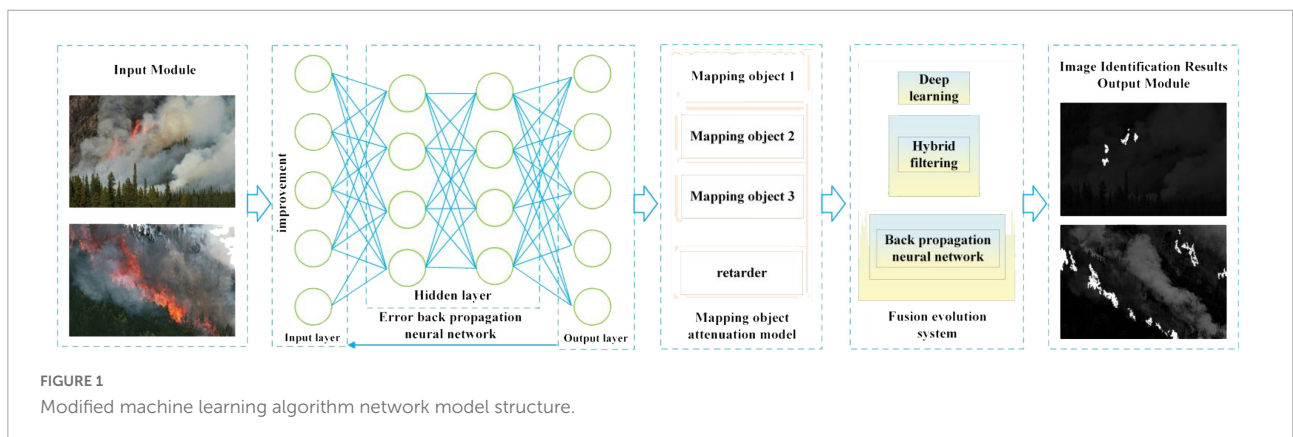 Input Module
improvement
Input layer
Hidden layer
Error back propagation
neural network
Output layer
Mapping object 1
Mapping object 2
Mapping object 3
retarder
Mapping object
attenuation model
Deep
learning
Hybrid
filtering
Back propagation
neural network
Fusion evolution
system
Image Identification Results
Output Module
FIGURE 1
Modified machine learning algorithm network model structure.